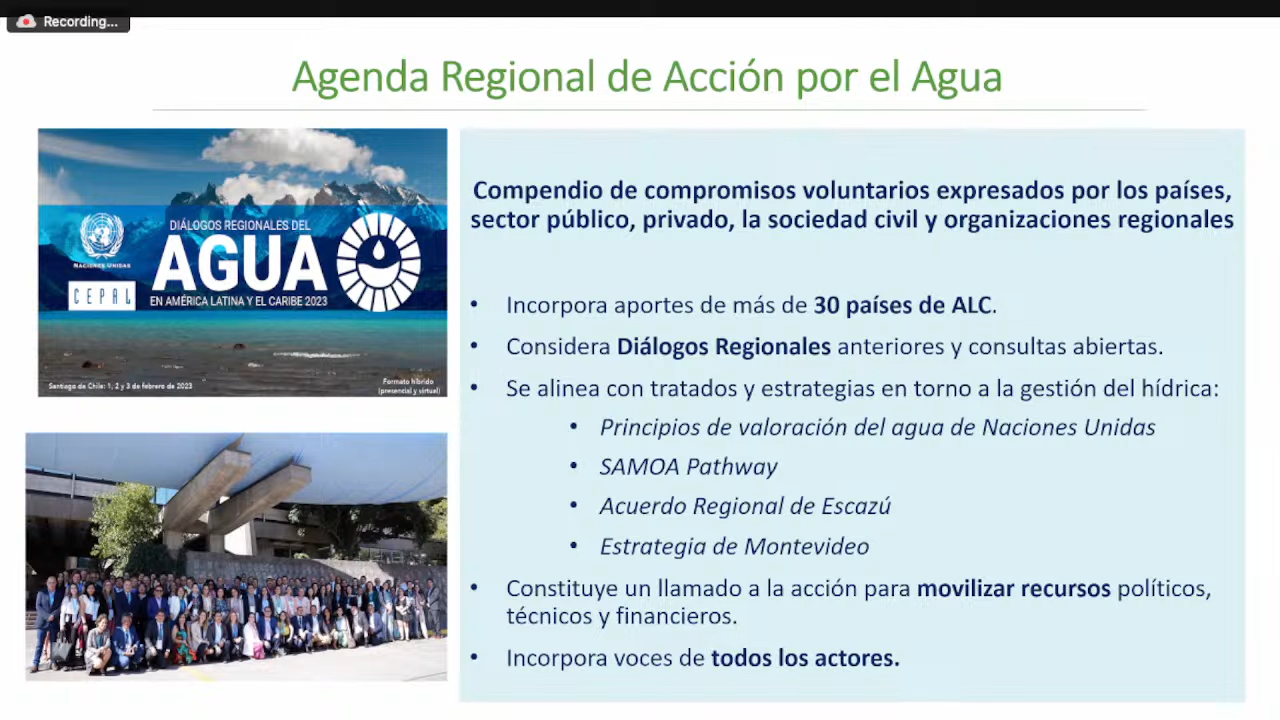 Recording...
Agenda Regional de Acción por el Agua
DIÁLOGOS REGIONALES DEL
AGUA
EN AMÉRICA LATINA Y EL CARIBE 2023
NACIONES UNIDAS
CEPAL
Santiago de Chile: 1, 2 y 3 de febrero de 2023
Formato híbrido
(presencial y virtual)
Compendio de compromisos voluntarios expresados por los países,
sector público, privado, la sociedad civil y organizaciones regionales
• Incorpora aportes de más de 30 países de ALC.
• Considera Diálogos Regionales anteriores y consultas abiertas.
• Se alinea con tratados y estrategias en torno a la gestión del hídrica:
• Principios de valoración del agua de Naciones Unidas
• SAMOA Pathway
• Acuerdo Regional de Escazú
• Estrategia de Montevideo
• Constituye un llamado a la acción para movilizar recursos políticos,
técnicos y financieros.
• Incorpora voces de todos los actores.